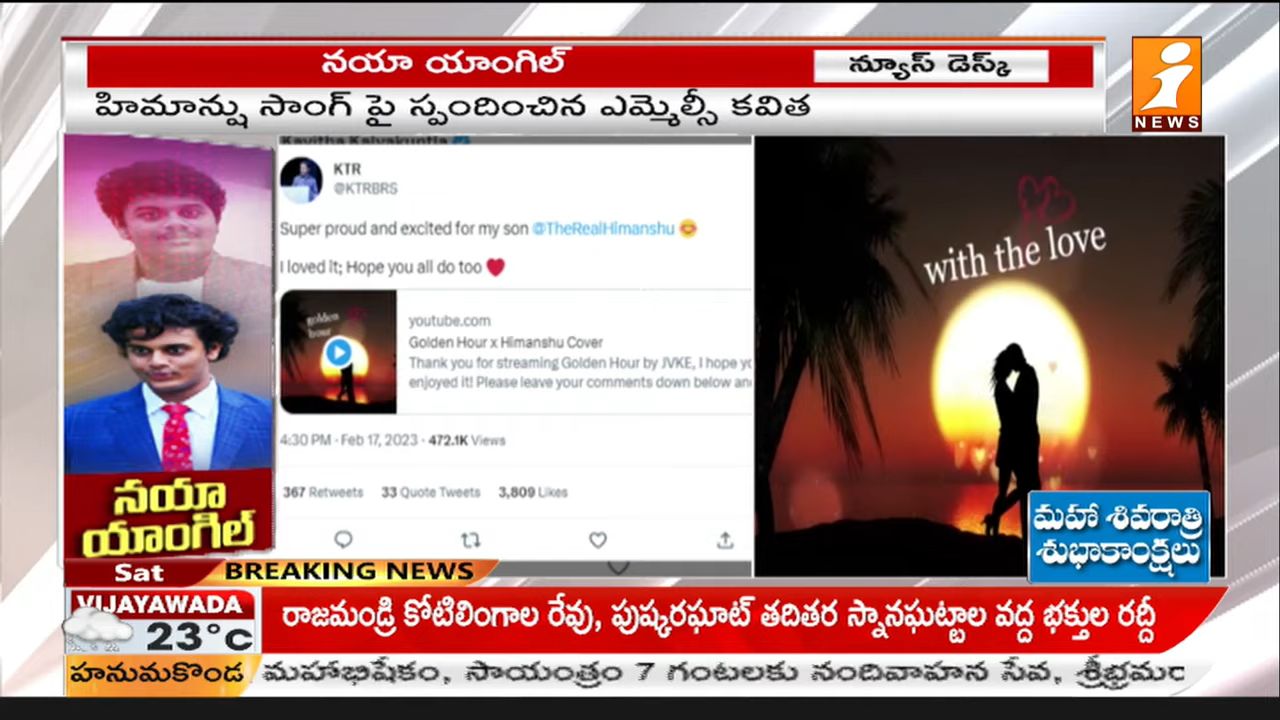 నయా యాంగిల్
న్యూస్ డెస్క్
హిమాన్షు సాంగ్ పై స్పందించిన ఎమ్మెల్సీ కవిత
i
NEWS
Kavitha Kalvakuntla
KTR
@KTRBRS
Super proud and excited for my son @TheRealHimanshu
I loved it; Hope you all do too
golden
hour
youtube.com
Golden Hour x Himanshu Cover
Thank you for streaming Golden Hour by JVKE, I hope yo
enjoyed it! Please leave your comments down below an
4:30 PM · Feb 17, 2023 · 472.1K Views
367 Retweets 33 Quote Tweets 3,809 Likes
with the love
మహా శివరాత్రి
శుభాకాంక్షలు
నయా
యాంగిల్
Sat
BREAKING NEWS
VIJAYAWADA
23°c
రాజమండ్రి కోటిలింగాల రేవు, పుష్కరఘాట్ తదితర స్నానఘట్టాల వద్ద భక్తుల రద్దీ
హనుమకొండ
మహాభిషేకం, సాయంత్రం 7 గంటలకు నందివాహన సేవ,